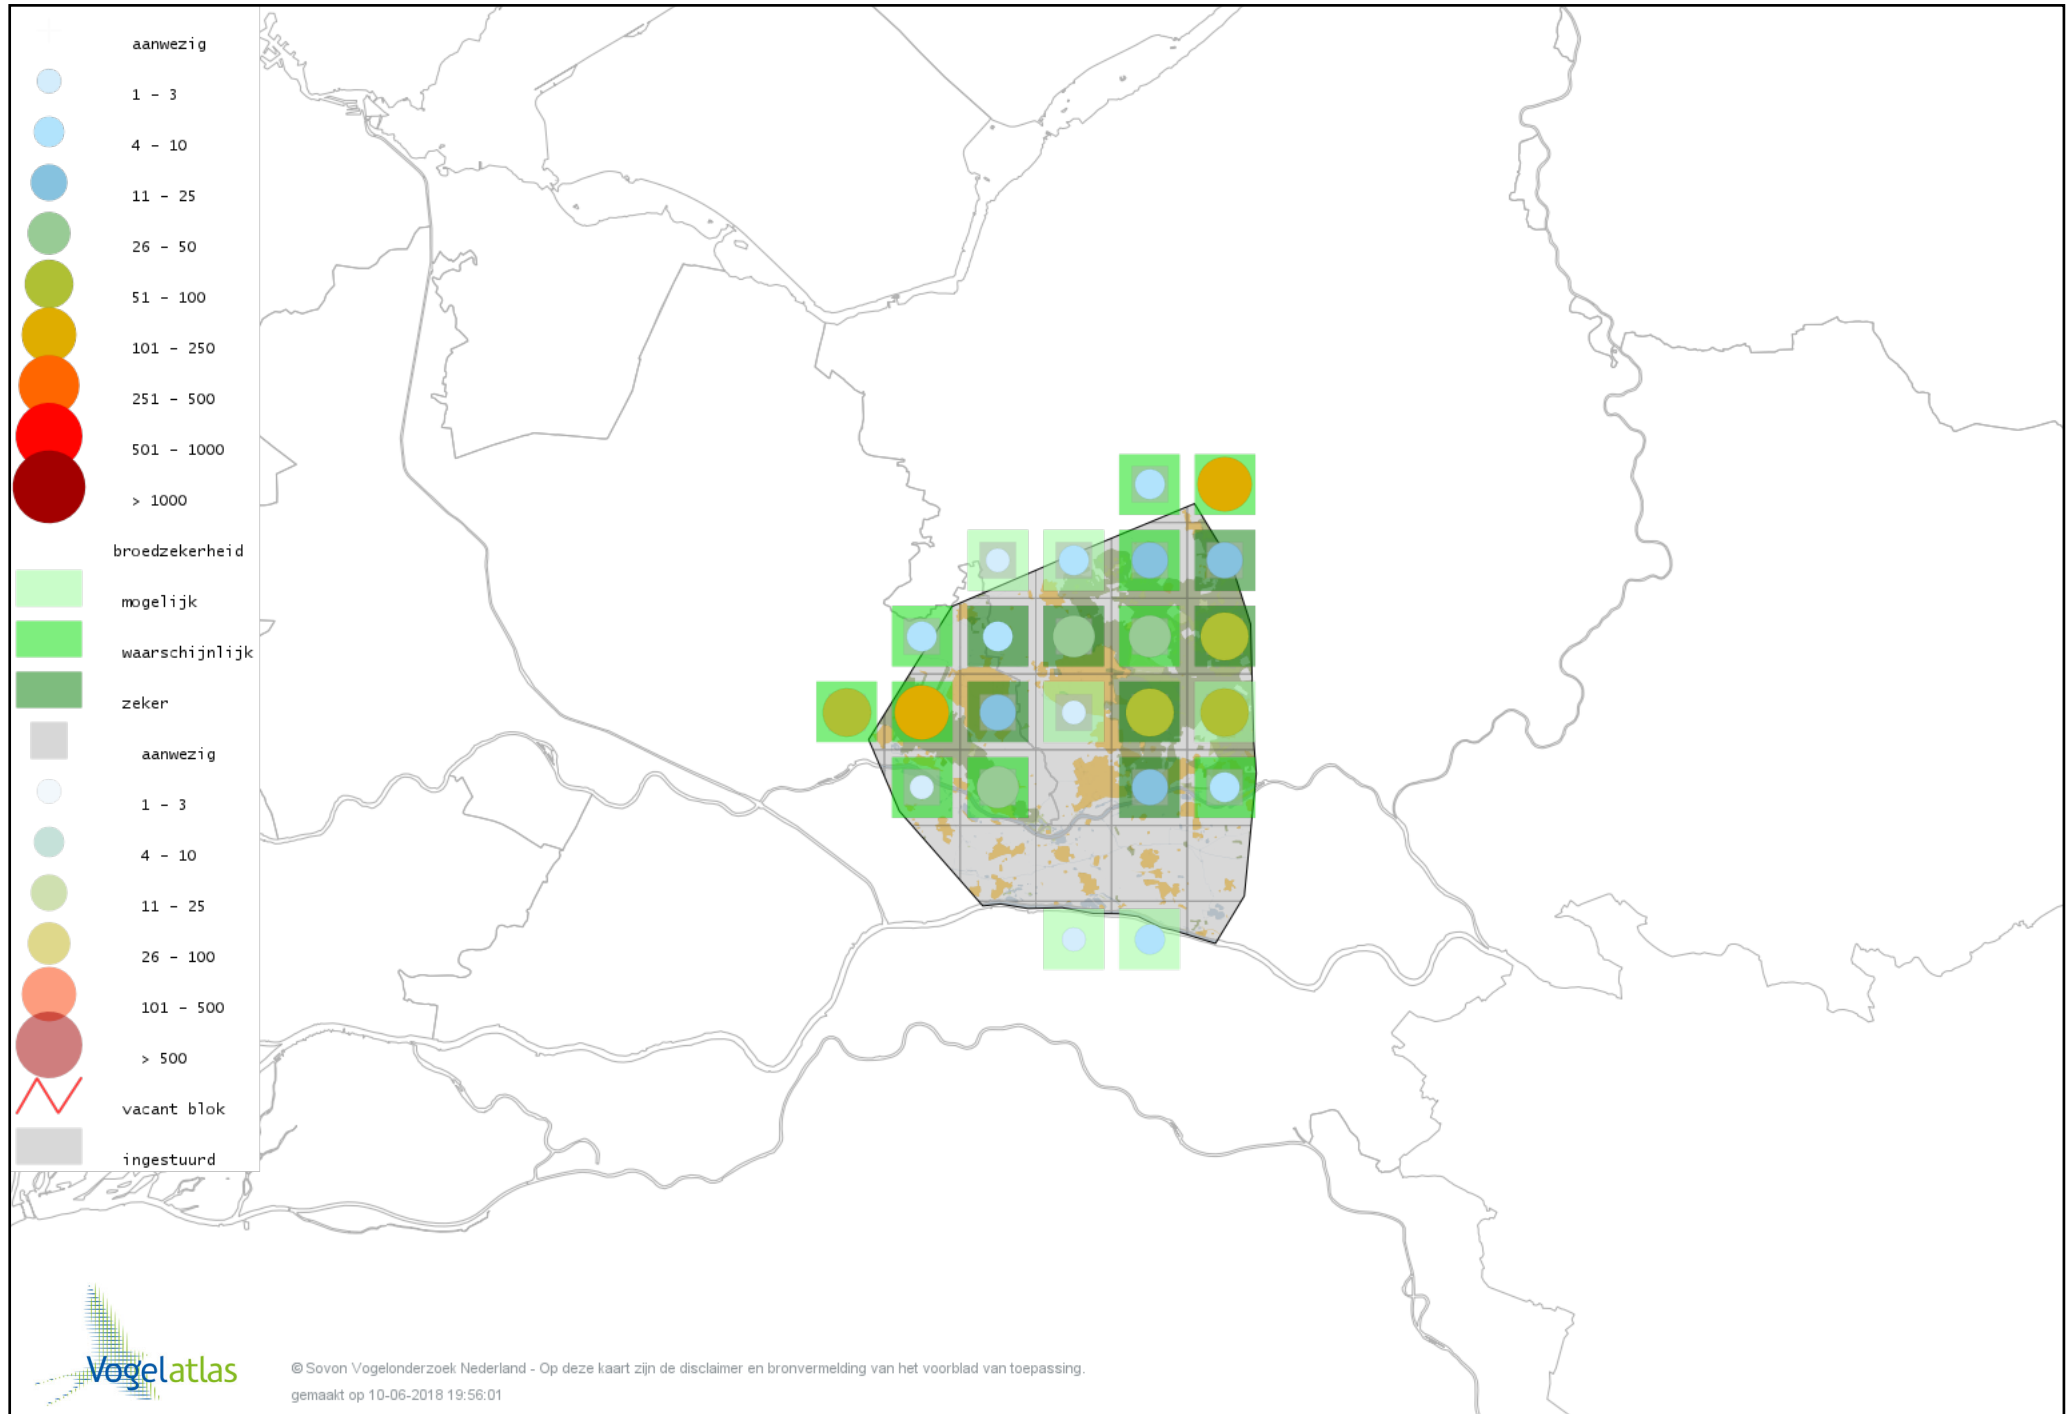 aanwezig
1 - 3
4 - 10
11 - 25
26 - 50
51 - 100
101 - 250
251 - 500
501 - 1000
> 1000
broedzekerheid
mogelijk
waarschijnlijk
zeker
aanwezig
1 - 3
4 - 10
11 - 25
26 - 100
101 - 500
> 500
vacant blok
ingestuurd
Vogelatlas
© Sovon Vogelonderzoek Nederland - Op deze kaart zijn de disclaimer en bronvermelding van het voorblad van toepassing.
gemaakt op 10-06-2018 19:56:01